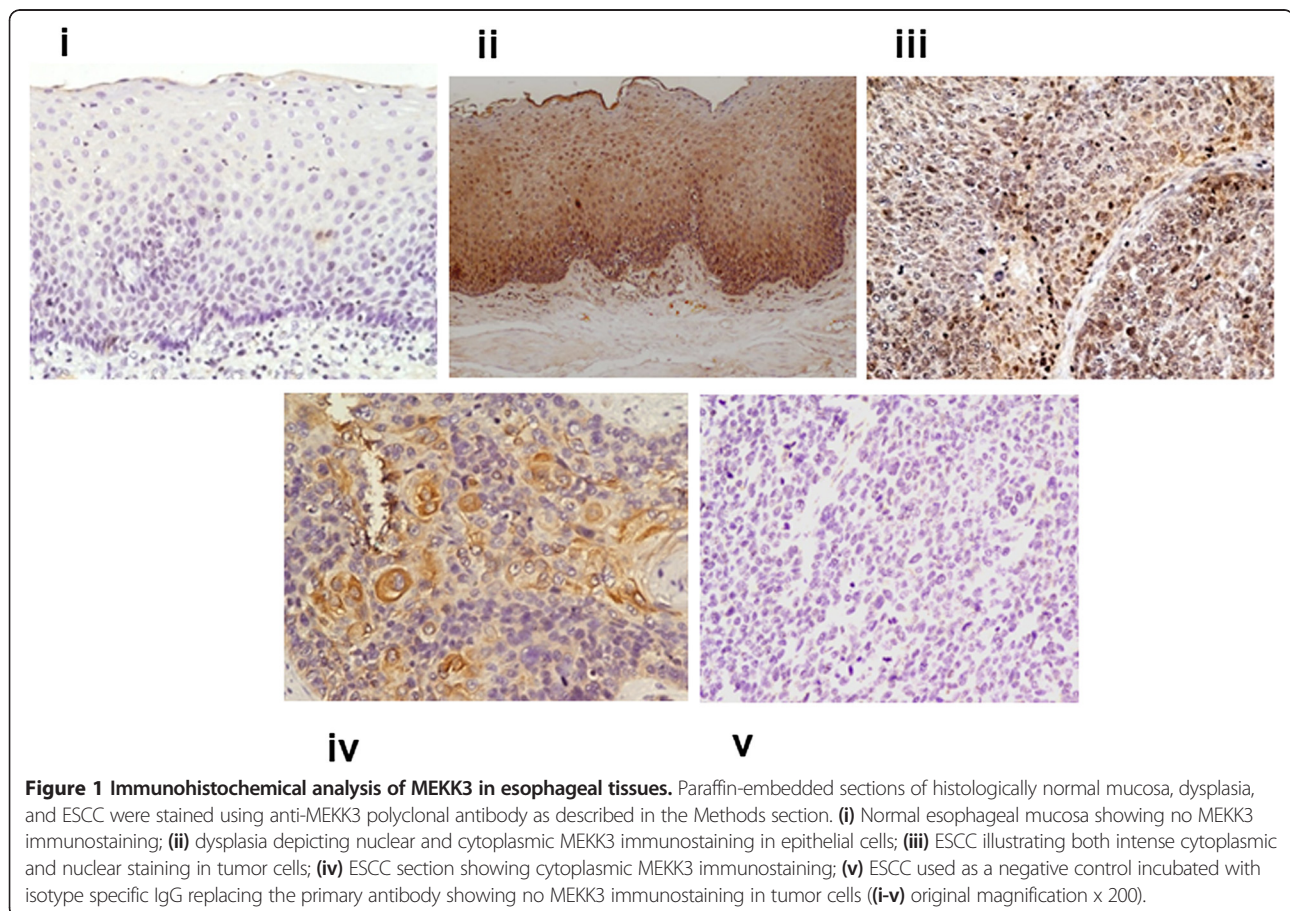 i
ii
iii
iv
v
Figure 1 Immunohistochemical analysis of MEKK3 in esophageal tissues. Paraffin-embedded sections of histologically normal mucosa, dysplasia,
and ESCC were stained using anti-MEKK3 polyclonal antibody as described in the Methods section. (i) Normal esophageal mucosa showing no MEKK3
immunostaining; (ii) dysplasia depicting nuclear and cytoplasmic MEKK3 immunostaining in epithelial cells; (iii) ESCC illustrating both intense cytoplasmic
and nuclear staining in tumor cells; (iv) ESCC section showing cytoplasmic MEKK3 immunostaining; (v) ESCC used as a negative control incubated with
isotype specific IgG replacing the primary antibody showing no MEKK3 immunostaining in tumor cells ((i-v) original magnification x 200).